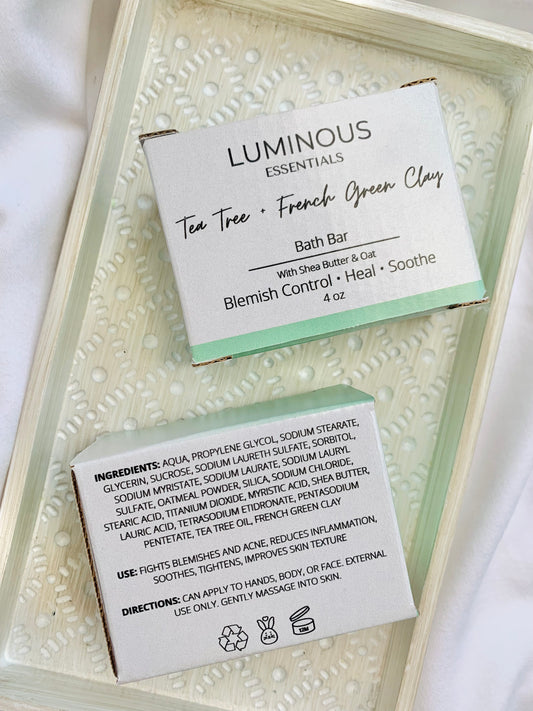 LUMINOUS
ESSENTIALS
Tea Tree + French Green Clay
Bath Bar
With Shea Butter & Oat
Blemish Control • Heal • Soothe
4 oz
INGREDIENTS: AQUA, PROPYLENE GLYCOL, SODIUM STEARATE,
GLYCERIN, SUCROSE, SODIUM LAURETH SULFATE, SORBITOL,
SODIUM MYRISTATE, SODIUM LAURATE, SODIUM LAURYL
SULFATE, OATMEAL POWDER, SILICA, SODIUM CHLORIDE,
STEARIC ACID, TITANIUM DIOXIDE, MYRISTIC ACID, SHEA BUTTER,
LAURIC ACID, TETRASODIUM ETIDRONATE, PENTASODIUM
PENTETATE, TEA TREE OIL, FRENCH GREEN CLAY
USE: FIGHTS BLEMISHES AND ACNE, REDUCES INFLAMMATION,
SOOTHES, TIGHTENS, IMPROVES SKIN TEXTURE
DIRECTIONS: CAN APPLY TO HANDS, BODY, OR FACE. EXTERNAL
USE ONLY. GENTLY MASSAGE INTO SKIN.